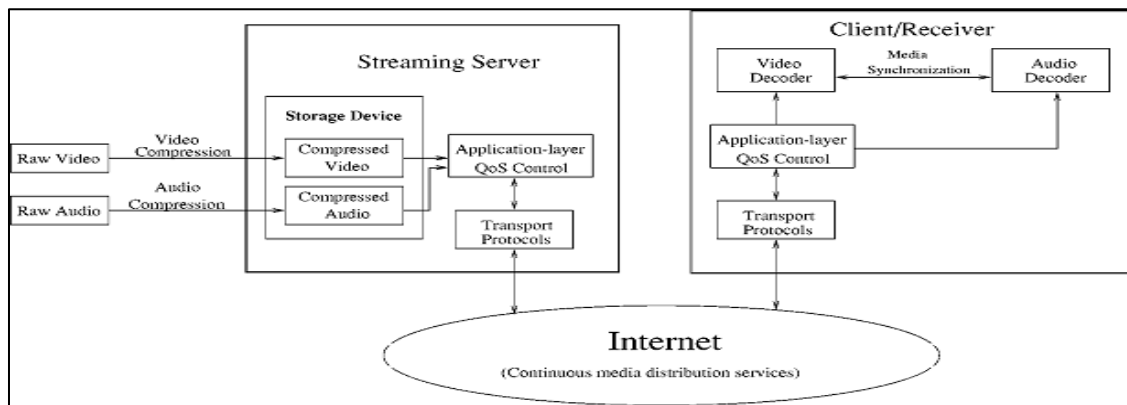 Streaming Server
Storage Device
Raw Video
Video
Compression
Compressed
Video
Application-layer
QoS Control
Raw Audio
Audio
Compression
Compressed
Audio
Transport
Protocols
Client/Receiver
Video
Decoder
Media
Synchronization
Audio
Decoder
Application-layer
QoS Control
Transport
Protocols
Internet
(Continuous media distribution services)